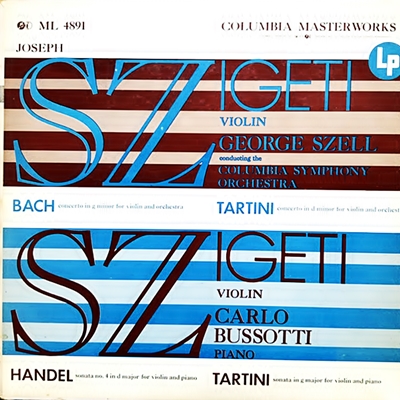 ML 4891
COLUMBIA MASTERWORKS
JOSEPH
Lp
SZIGETI
VIOLIN
GEORGE SZELL
conducting the
COLUMBIA SYMPHONY
ORCHESTRA
BACH concerto in g minor for violin and orchestra
TARTINI concerto in d minor for violin and orchest
SZIGETI
VIOLIN
CARLO
BUSSOTTI
PIANO
HANDEL sonata no. 4 in d major for violin and piano
TARTINI sonata in g major for violin and piano